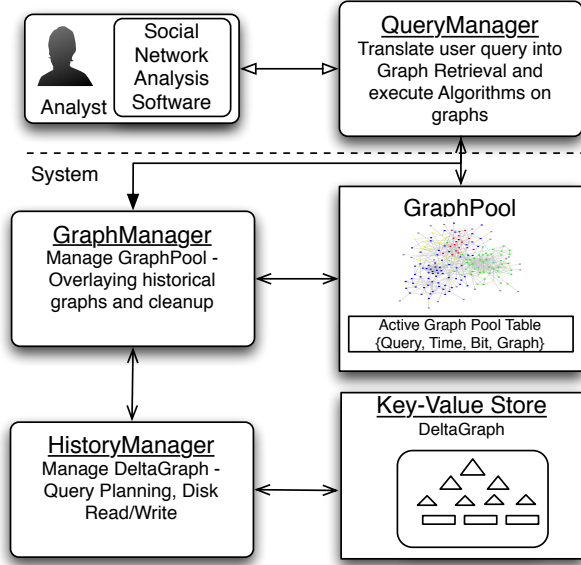 Social
Network
Analysis
Software
Analyst
QueryManager
Translate user query into
Graph Retrieval and
execute Algorithms on
graphs
System
GraphManager
Manage GraphPool -
Overlaying historical
graphs and cleanup
GraphPool
Active Graph Pool Table
{Query, Time, Bit, Graph}
HistoryManager
Manage DeltaGraph -
Query Planning, Disk
Read/Write
Key-Value Store
DeltaGraph